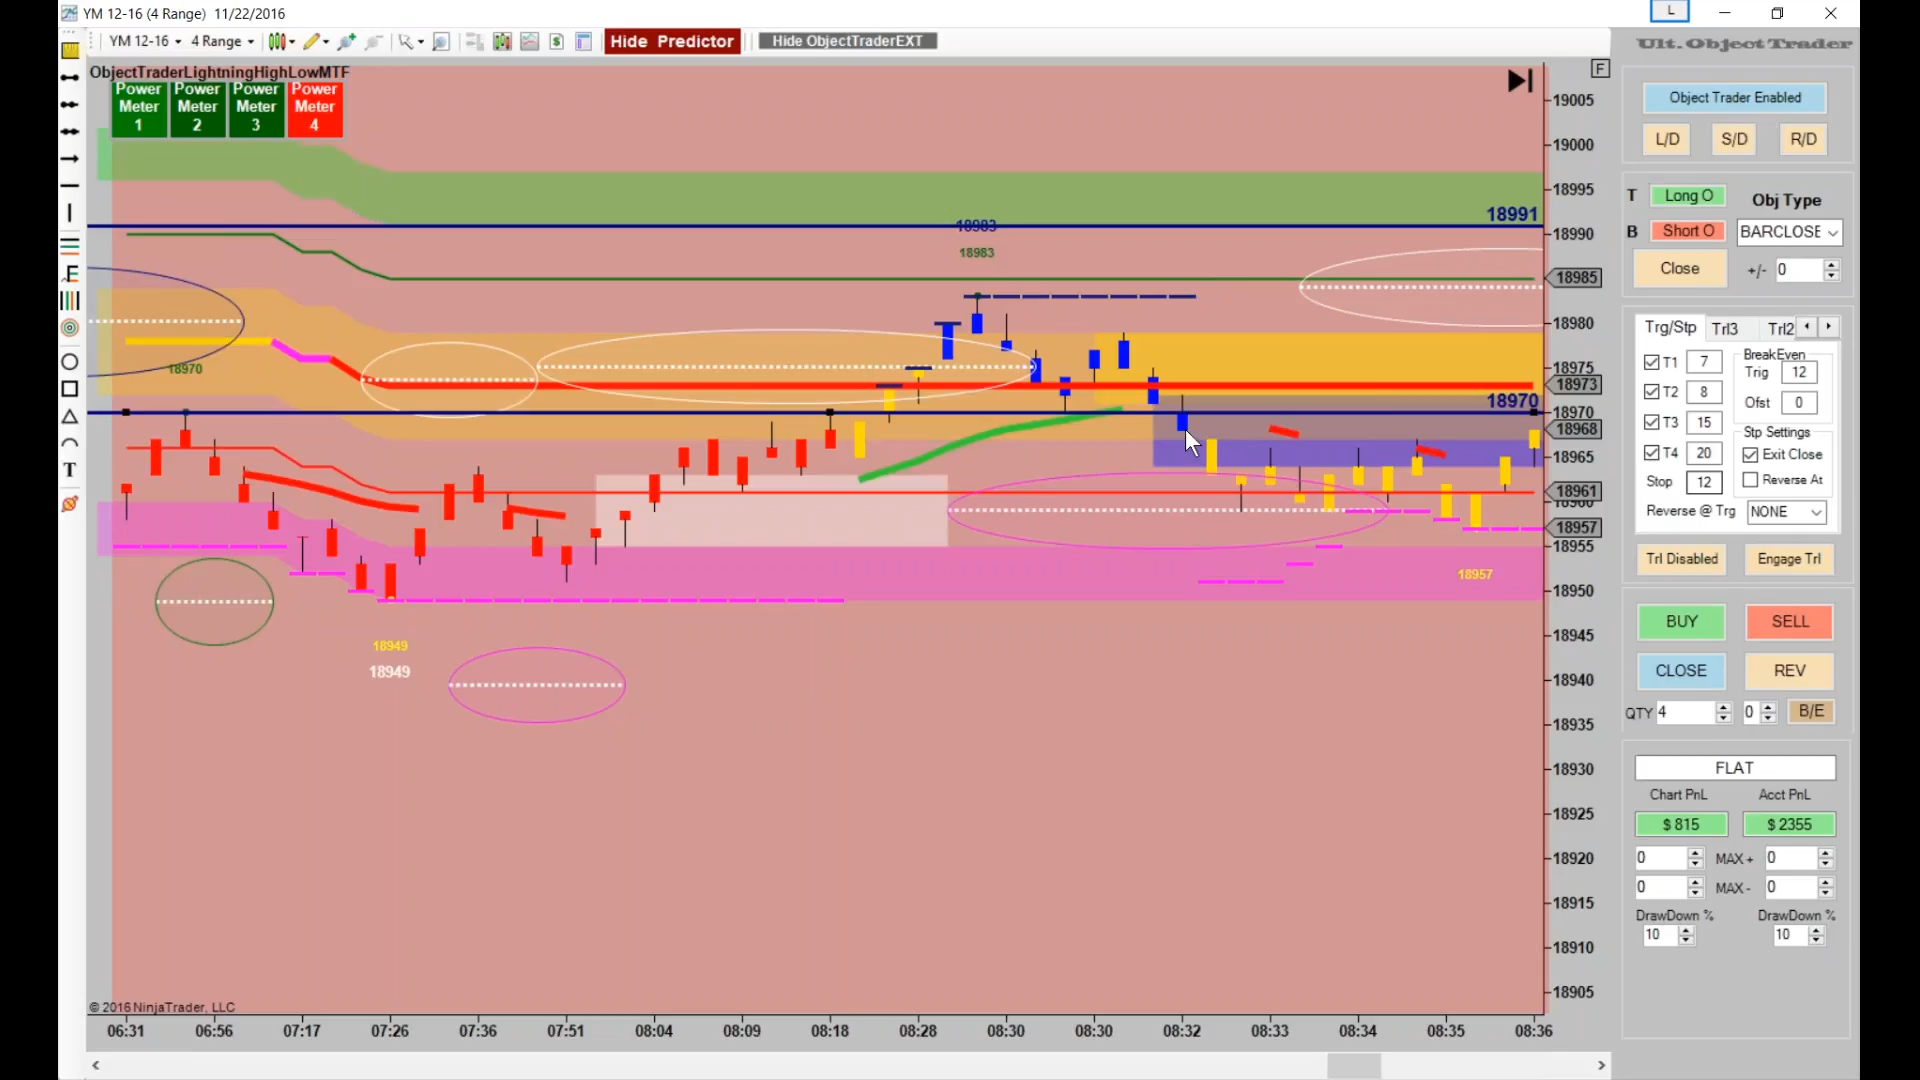 YM 12-16 (4 Range) 11/22/2016
L
YM 12-16 4 Range
Hide Predictor
Hide ObjectTraderEXT
Ult. Object Trader
ObjectTraderLightningHighLowMTF
Power Meter 1
Power Meter 2
Power Meter 3
Power Meter 4
F
E
T
18991
18983
18983
18970
18970
18957
18949
18949
19005
19000
18995
18990
18985
18980
18975
18973
18970
18968
18965
18961
18960
18957
18955
18950
18945
18940
18935
18930
18925
18920
18915
18910
18905
© 2016 NinjaTrader, LLC
06:31 06:56 07:17 07:26 07:36 07:51 08:04 08:09 08:18 08:28 08:30 08:30 08:32 08:33 08:34 08:35 08:36
Object Trader Enabled
L/D S/D R/D
T Long O Obj Type
B Short O BARCLOSE
Close +/- 0
Trg/Stp Trl3 Trl2
T1 7
T2 8
T3 15
T4 20
Stop 12
BreakEven
Trig 12
Ofst 0
Stp Settings
Exit Close
Reverse At
Reverse @ Trg NONE
Trl Disabled Engage Trl
BUY SELL
CLOSE REV
QTY 4 0 B/E
FLAT
Chart PnL Acct PnL
$ 815 $ 2355
0 MAX + 0
0 MAX - 0
DrawDown % DrawDown %
10 10